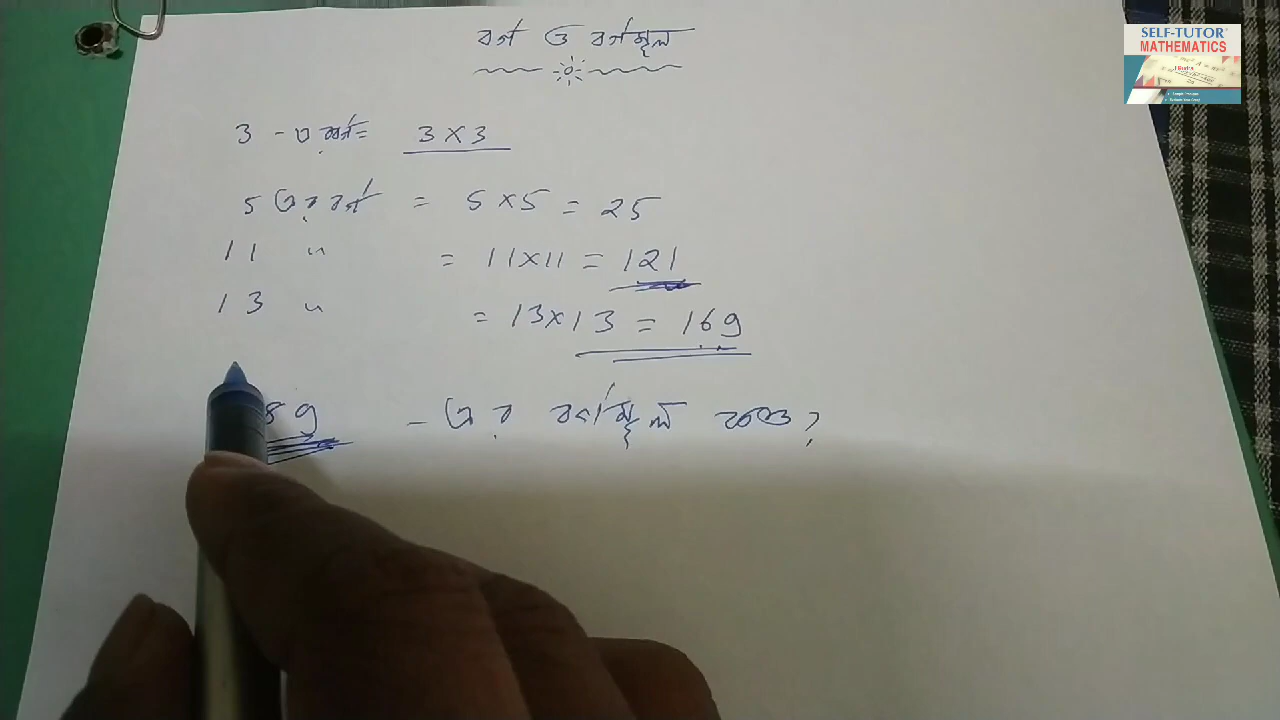 বর্গ ও বর্গমূল
3 - এর বর্গ = 3 X 3
5 এর বর্গ = 5 X 5 = 25
11 " = 11 X 11 = 121
13 " = 13 X 13 = 169
89 - এর বর্গমূল কত?
SELF-TUTOR
MATHEMATICS